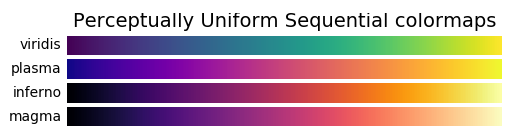 Perceptually Uniform Sequential colormaps
viridis
plasma
inferno
magma